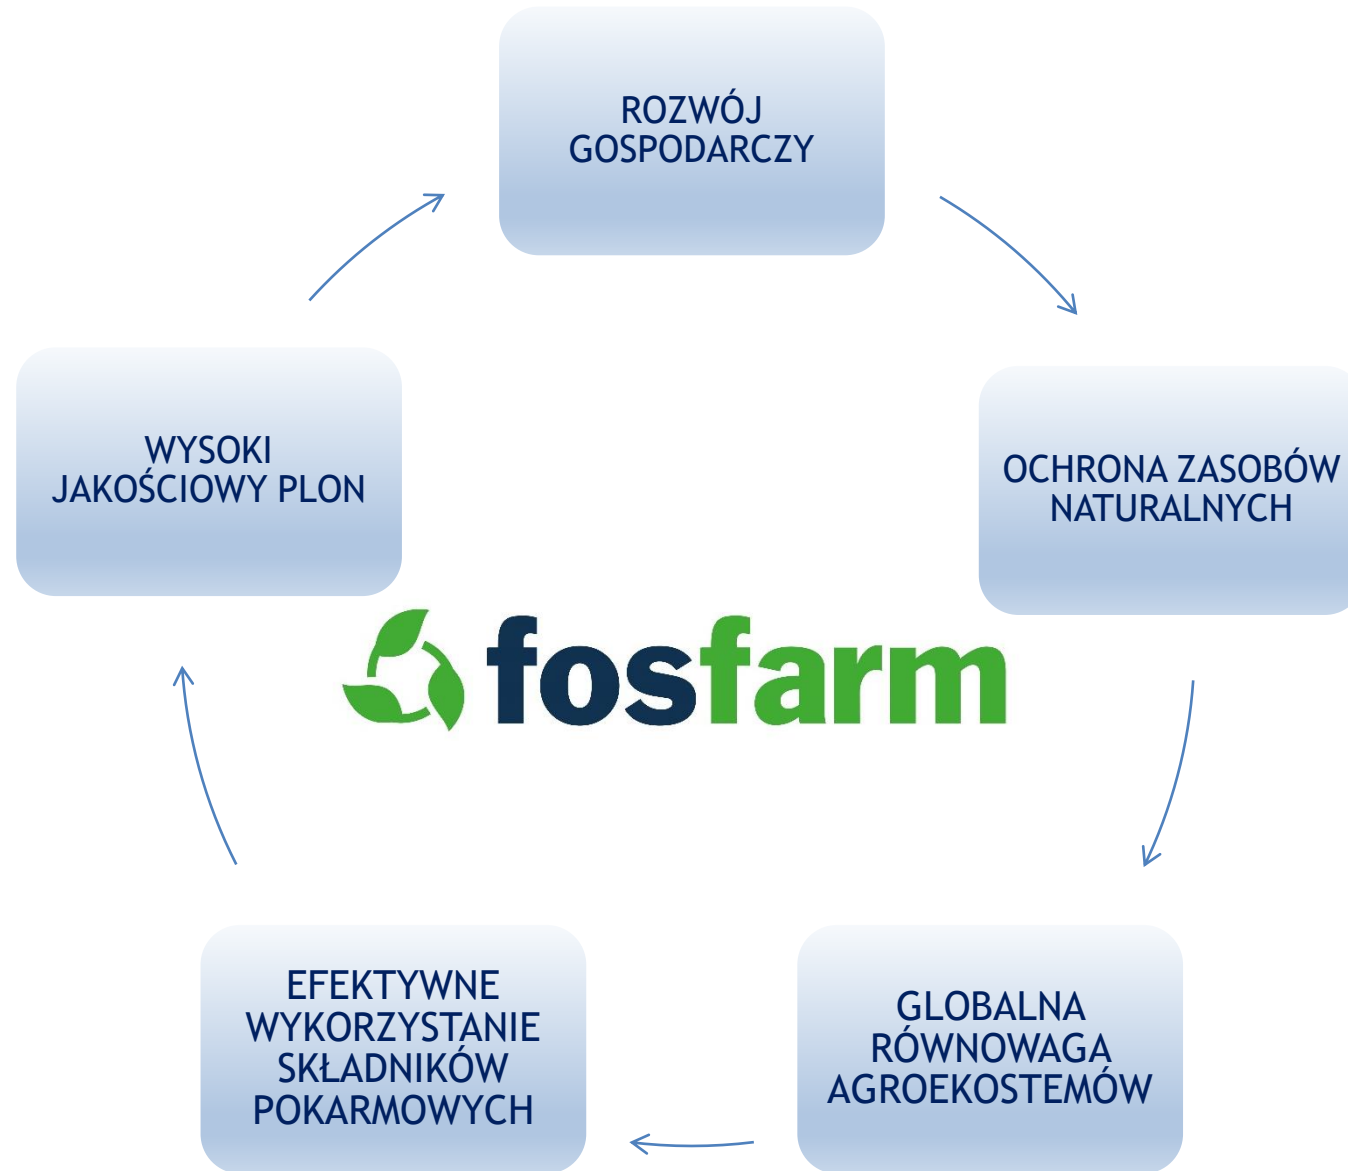 ROZWÓJ
GOSPODARCZY
WYSOKI
JAKOŚCIOWY PLON
OCHRONA ZASOBÓW
NATURALNYCH
fosfarm
EFEKTYWNE
WYKORZYSTANIE
SKŁADNIKÓW
POKARMOWYCH
GLOBALNA
RÓWNOWAGA
AGROEKOSTEMÓW